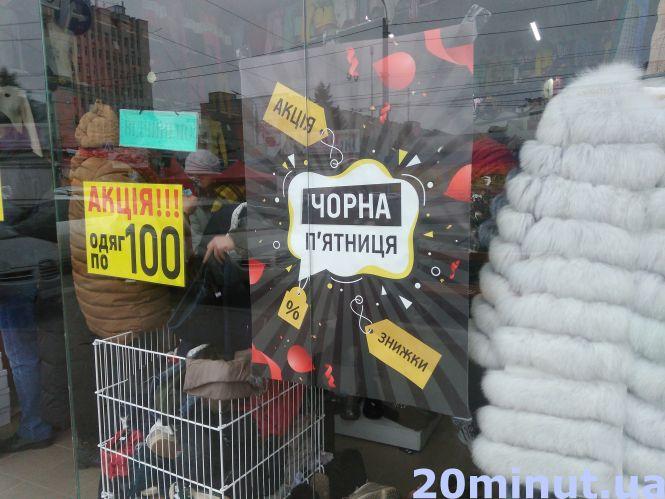 АКЦІЯ
АКЦІЯ!!!
ОДЯГ
ПО 100
ЧОРНА
П'ЯТНИЦЯ
%
ЗНИЖКИ
20minut.ua